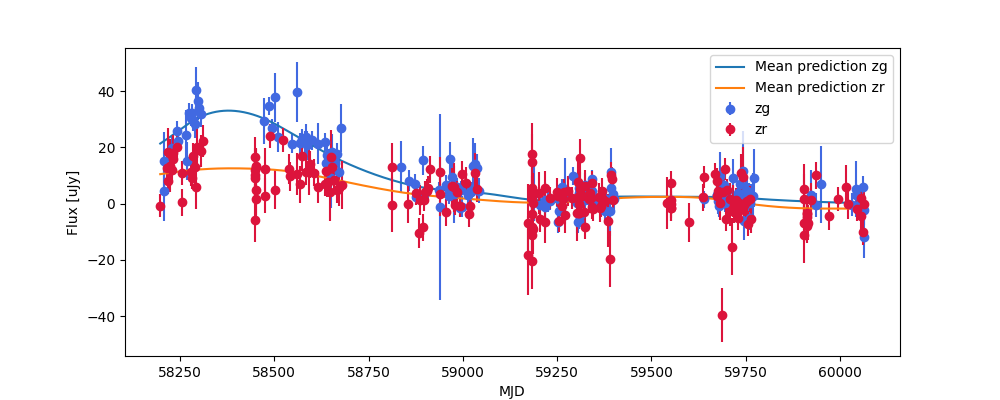 Mean prediction zg
Mean prediction zr
zg
zr
Flux [uJy]
40
20
0
−20
−40
58250
58500
58750
59000
59250
59500
59750
60000
MJD